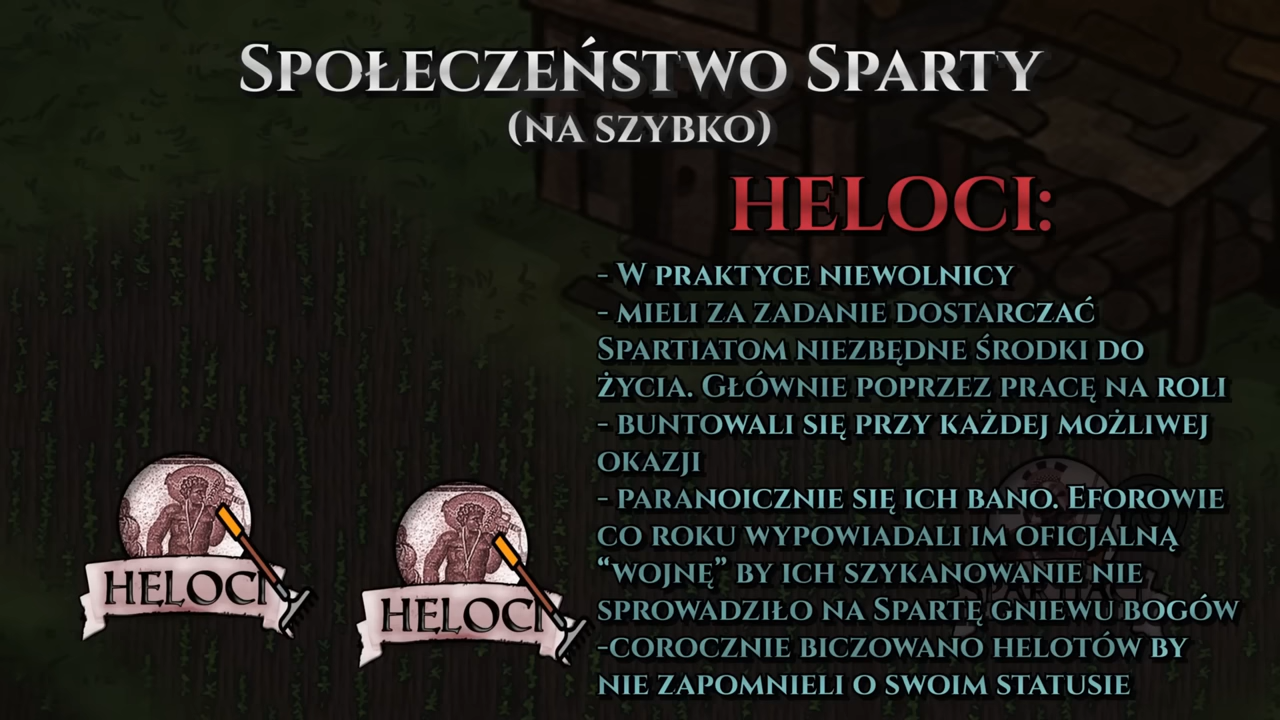 Społeczeństwo Sparty
(na szybko)
HELOCI:
- W praktyce niewolnicy
- mieli za zadanie dostarczać
Spartiatom niezbędne środki do
życia. Głównie poprzez pracę na roli
- buntowali się przy każdej możliwej
okazji
- paranoicznie się ich bano. Eforowie
co roku wypowiadali im oficjalną
“wojnę” by ich szykanowanie nie
sprowadziło na Spartę gniewu bogów
-corocznie biczowano helotów by
nie zapomnieli o swoim statusie
HELOCI
HELOCI